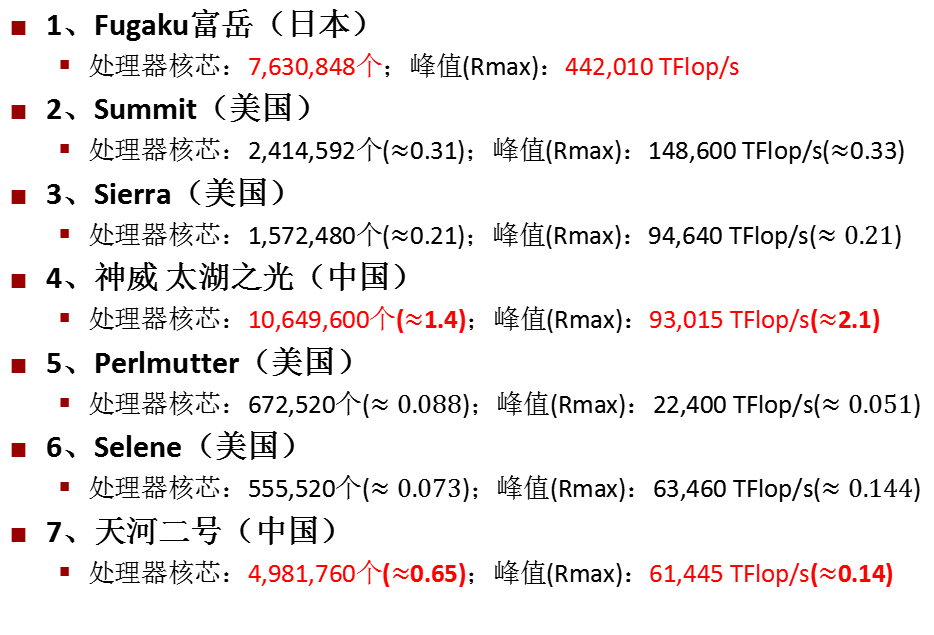 1、Fugaku富岳（日本）
处理器核芯：7,630,848个；峰值(Rmax)：442,010 TFlop/s
2、Summit（美国）
处理器核芯：2,414,592个(≈0.31)；峰值(Rmax)：148,600 TFlop/s(≈0.33)
3、Sierra（美国）
处理器核芯：1,572,480个(≈0.21)；峰值(Rmax)：94,640 TFlop/s(≈ 0.21)
4、神威 太湖之光（中国）
处理器核芯：10,649,600个(≈1.4)；峰值(Rmax)：93,015 TFlop/s(≈2.1)
5、Perlmutter（美国）
处理器核芯：672,520个(≈ 0.088)；峰值(Rmax)：22,400 TFlop/s(≈ 0.051)
6、Selene（美国）
处理器核芯：555,520个(≈ 0.073)；峰值(Rmax)：63,460 TFlop/s(≈ 0.144)
7、天河二号（中国）
处理器核芯：4,981,760个(≈0.65)；峰值(Rmax)：61,445 TFlop/s(≈0.14)